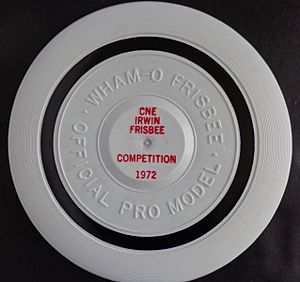 · WHAM-O FRISBEE ·
OFFICIAL PRO MODEL
CNE
IRWIN
FRISBEE
COMPETITION
1972